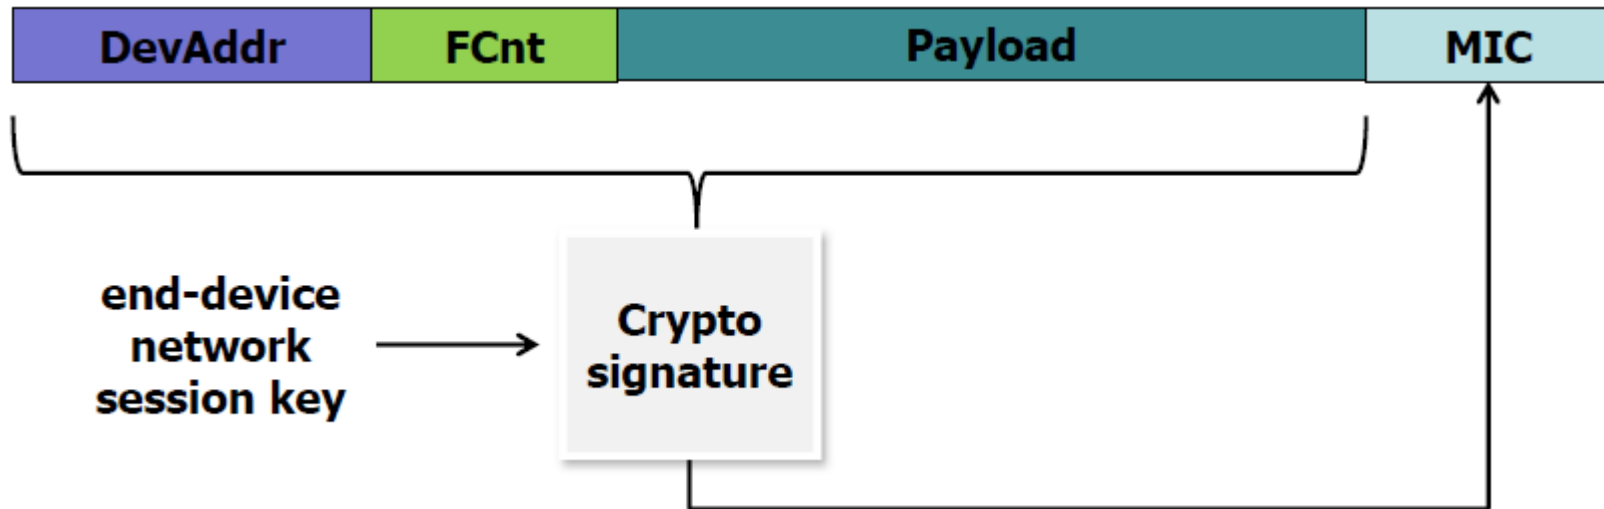 DevAddr FCnt Payload MIC
end-device
network
session key
Crypto
signature